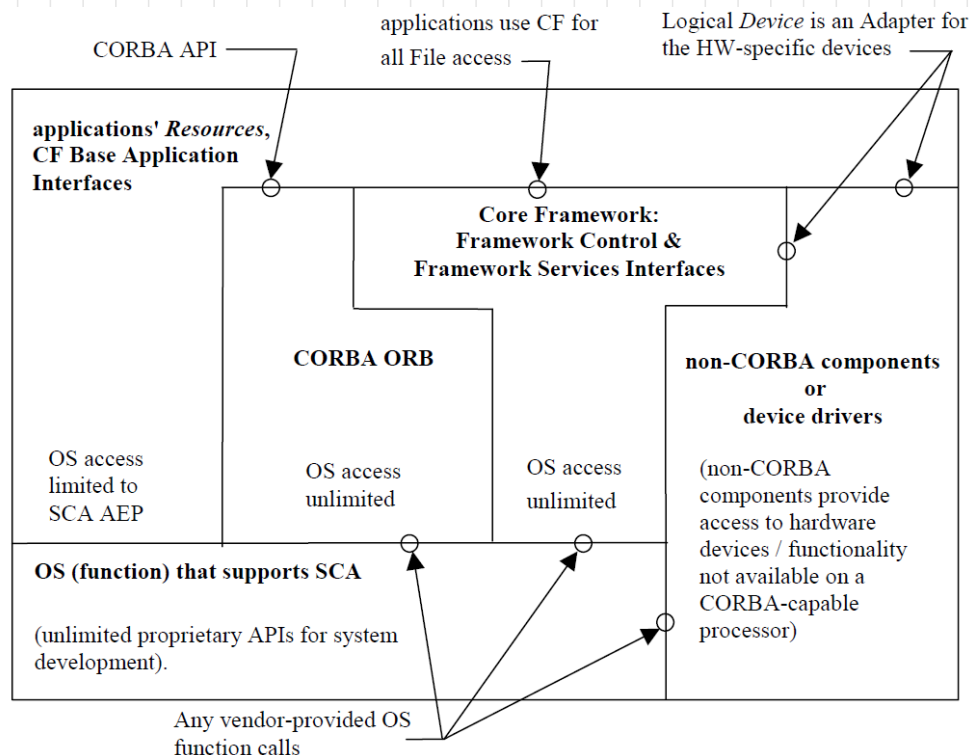 CORBA API
applications use CF for
all File access
Logical Device is an Adapter for
the HW-specific devices
applications' Resources,
CF Base Application
Interfaces
Core Framework:
Framework Control &
Framework Services Interfaces
CORBA ORB
non-CORBA components
or
device drivers
OS access
limited to
SCA AEP
OS access
unlimited
OS access
unlimited
(non-CORBA
components provide
access to hardware
devices / functionality
not available on a
CORBA-capable
processor)
OS (function) that supports SCA
(unlimited proprietary APIs for system
development).
Any vendor-provided OS
function calls